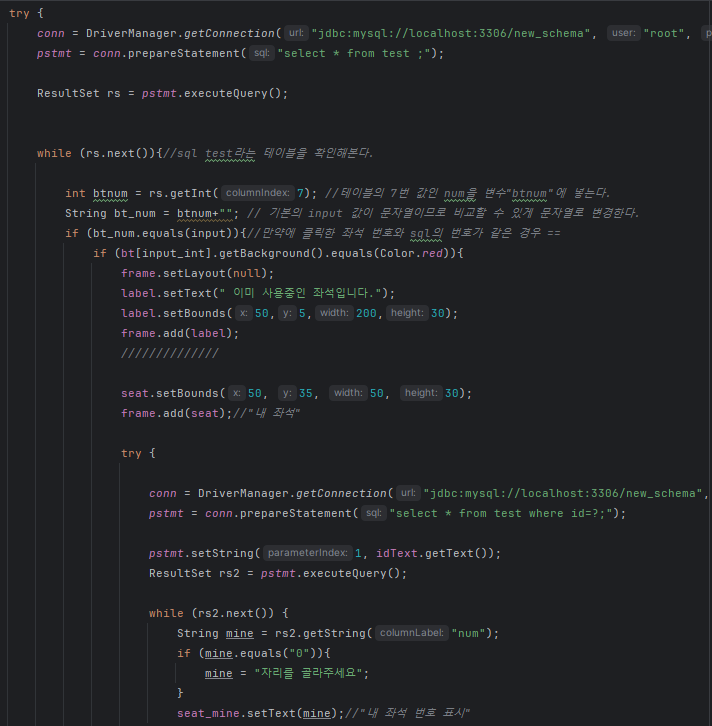 try {
conn = DriverManager.getConnection( url: "jdbc:mysql://localhost:3306/new_schema", user: "root",
pstmt = conn.prepareStatement( sql: "select * from test ;");
ResultSet rs = pstmt.executeQuery();
while (rs.next()){//sql test라는 테이블을 확인해본다.
int btnum = rs.getInt( columnIndex: 7); //테이블의 7번 값인 num을 변수"btnum"에 넣는다.
String bt_num = btnum+""; // 기본의 input 값이 문자열이므로 비교할 수 있게 문자열로 변경한다.
if (bt_num.equals(input)){//만약에 클릭한 좌석 번호와 sql의 번호가 같은 경우 ==
if (bt[input_int].getBackground().equals(Color.red)){
frame.setLayout(null);
label.setText(" 이미 사용중인 좌석입니다.");
label.setBounds( x: 50, y: 5, width: 200, height: 30);
frame.add(label);
//////////////
seat.setBounds( x: 50, y: 35, width: 50, height: 30);
frame.add(seat);//"내 좌석"
try {
conn = DriverManager.getConnection( url: "jdbc:mysql://localhost:3306/new_schema",
pstmt = conn.prepareStatement( sql: "select * from test where id=?;");
pstmt.setString( parameterIndex: 1, idText.getText());
ResultSet rs2 = pstmt.executeQuery();
while (rs2.next()) {
String mine = rs2.getString( columnLabel: "num");
if (mine.equals("0")){
mine = "자리를 골라주세요";
}
seat_mine.setText(mine);//"내 좌석 번호 표시"